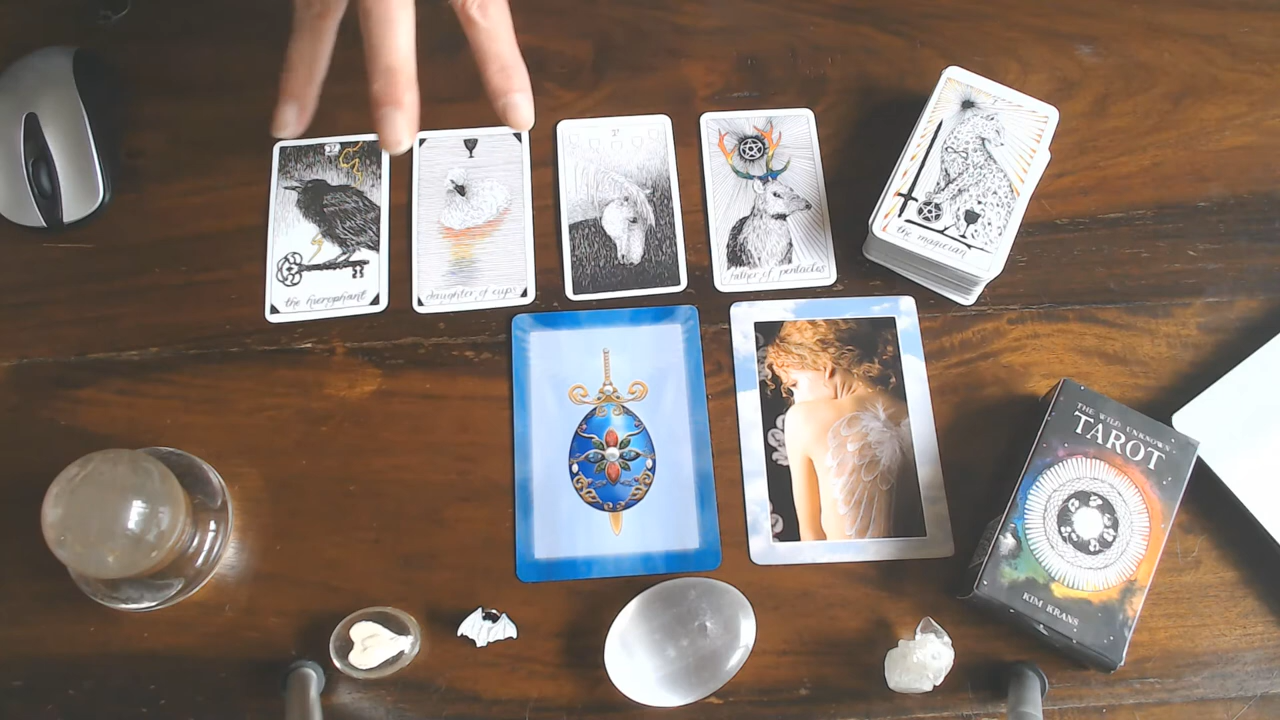 the hierophant
daughter of cups
father of pentacles
the magician
THE WILD UNKNOWN
TAROT
KIM KRANS